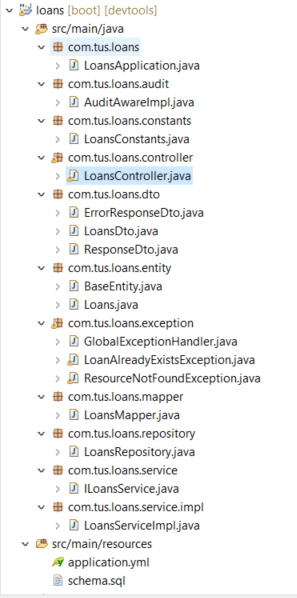 loans [boot] [devtools]
src/main/java
com.tus.loans
LoansApplication.java
com.tus.loans.audit
AuditAwareImpl.java
com.tus.loans.constants
LoansConstants.java
com.tus.loans.controller
LoansController.java
com.tus.loans.dto
ErrorResponseDto.java
LoansDto.java
ResponseDto.java
com.tus.loans.entity
BaseEntity.java
Loans.java
com.tus.loans.exception
GlobalExceptionHandler.java
LoanAlreadyExistsException.java
ResourceNotFoundException.java
com.tus.loans.mapper
LoansMapper.java
com.tus.loans.repository
LoansRepository.java
com.tus.loans.service
ILoansService.java
com.tus.loans.service.impl
LoansServiceImpl.java
src/main/resources
application.yml
schema.sql